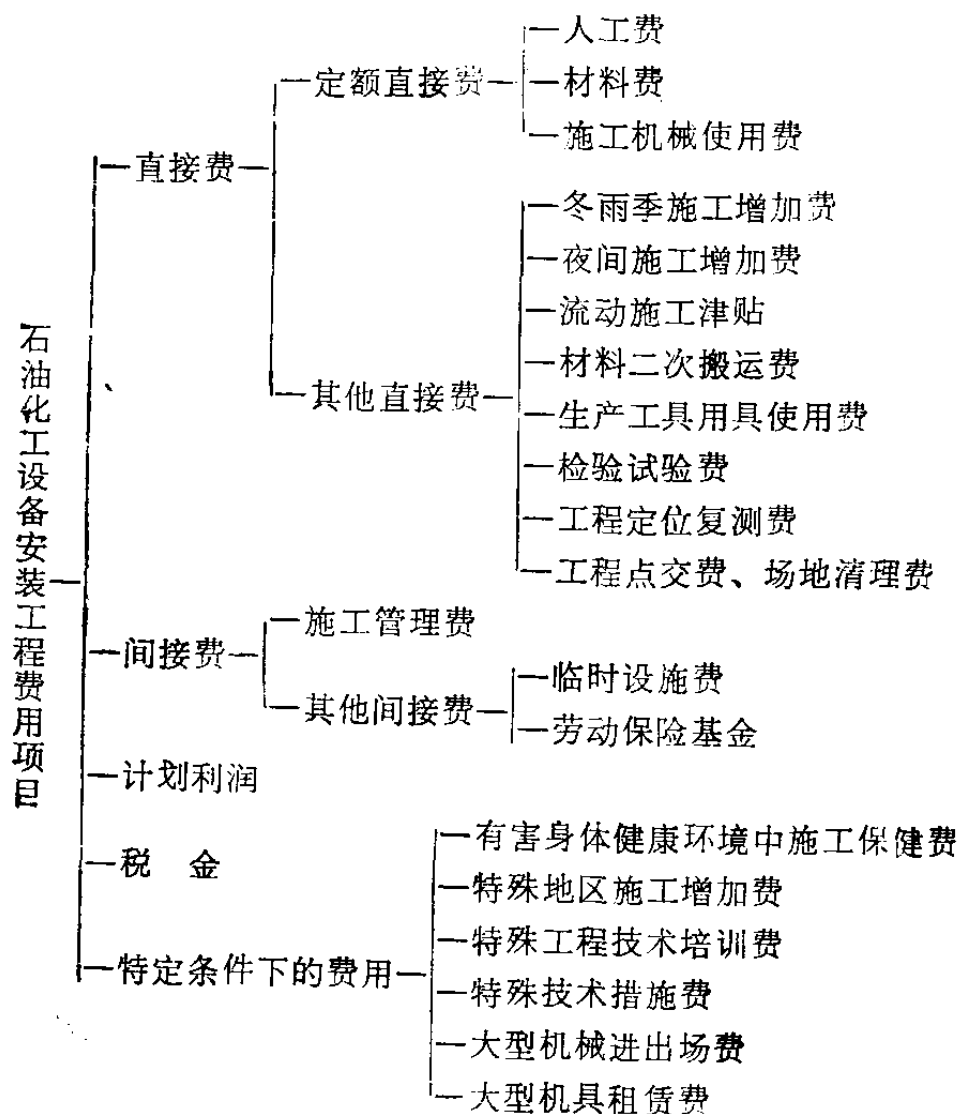 石油化工设备安装工程费用项目
直接费
定额直接费
人工费
材料费
施工机械使用费
其他直接费
冬雨季施工增加费
夜间施工增加费
流动施工津贴
材料二次搬运费
生产工具用具使用费
检验试验费
工程定位复测费
工程点交费、场地清理费
间接费
施工管理费
其他间接费
临时设施费
劳动保险基金
计划利润
税 金
特定条件下的费用
有害身体健康环境中施工保健费
特殊地区施工增加费
特殊工程技术培训费
特殊技术措施费
大型机械进出场费
大型机具租赁费